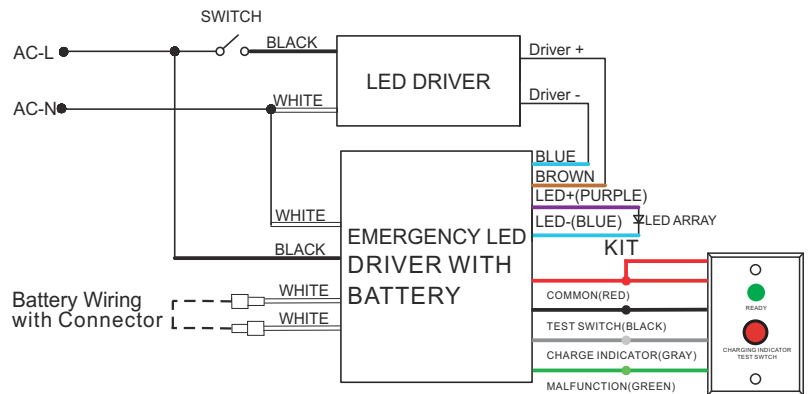 SWITCH
AC-L
BLACK
LED DRIVER
Driver +
AC-N
WHITE
Driver -
BLUE
BROWN
LED+(PURPLE)
WHITE
LED-(BLUE)
LED ARRAY
BLACK
EMERGENCY LED
DRIVER WITH
BATTERY
KIT
Battery Wiring
with Connector
WHITE
WHITE
COMMON(RED)
TEST SWITCH(BLACK)
CHARGE INDICATOR(GRAY)
MALFUNCTION(GREEN)
READY
CHARGING INDICATOR
TEST SWTCH